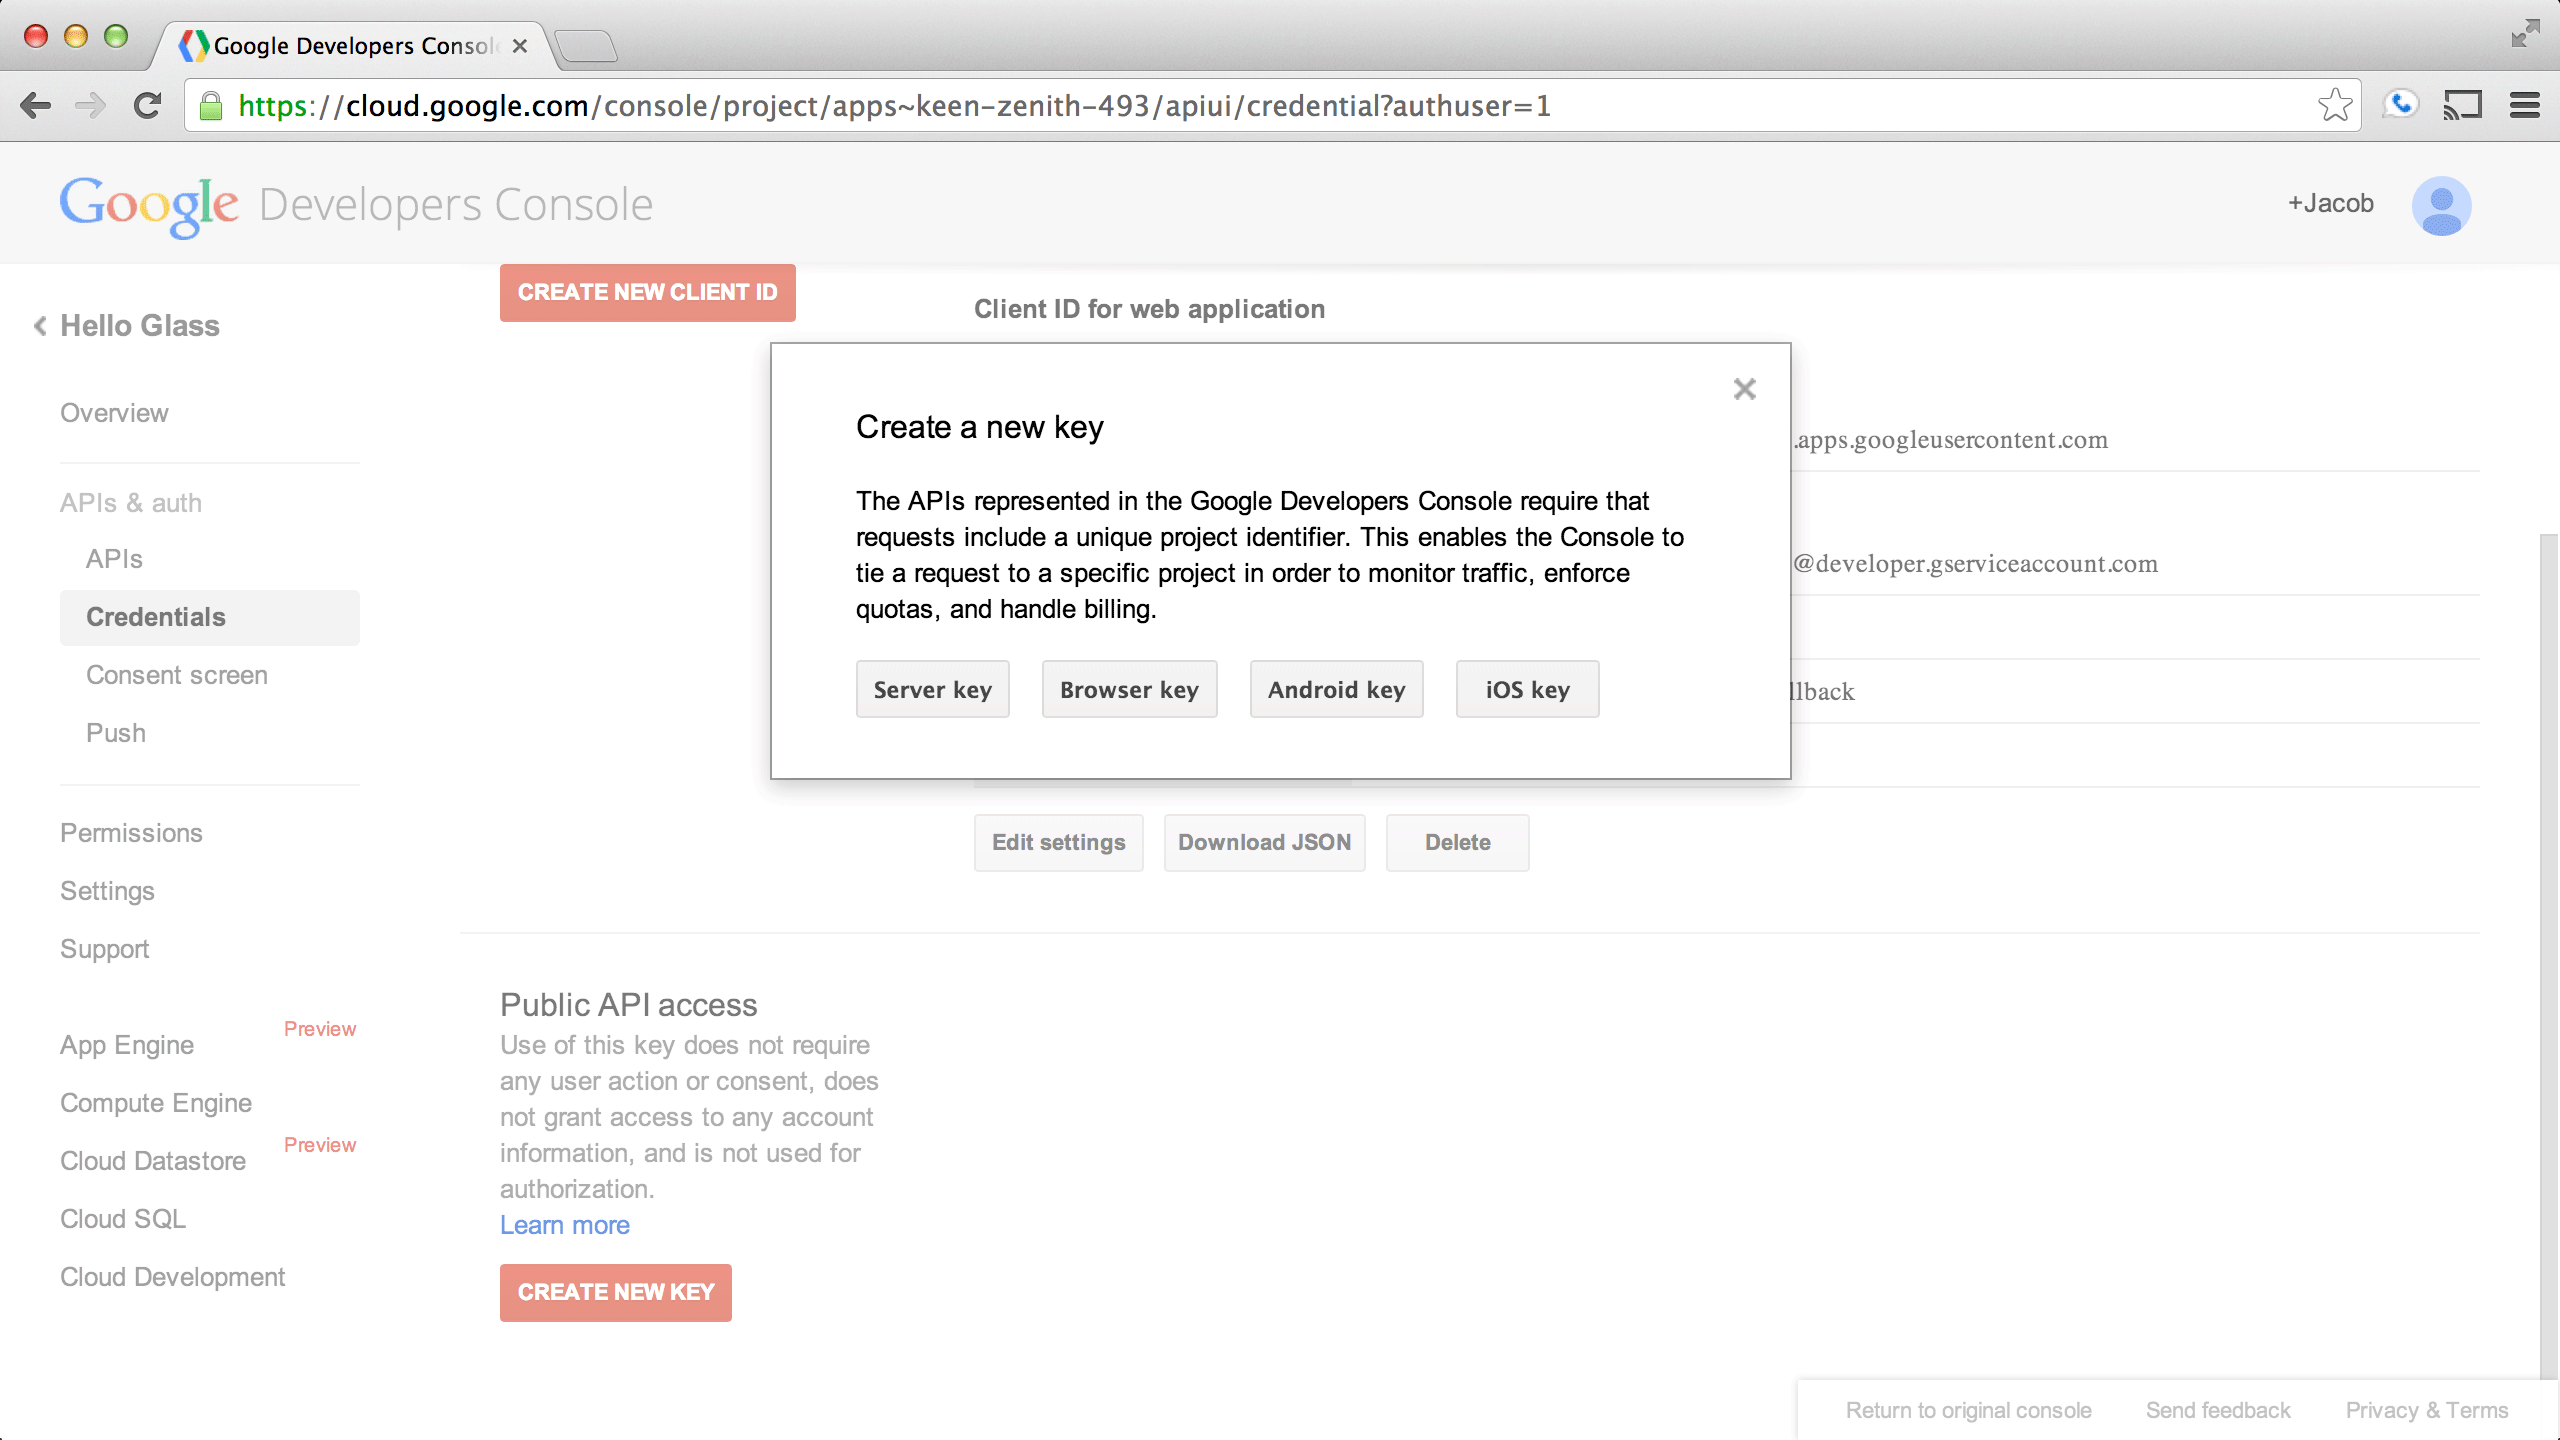 Google Developers Consol
https://cloud.google.com/console/project/apps~keen-zenith-493/apiui/credential?authuser=1
Google Developers Console
+Jacob
CREATE NEW CLIENT ID
Client ID for web application
Hello Glass
Overview
APIs & auth
APIs
Credentials
Consent screen
Push
Permissions
Settings
Support
App Engine
Preview
Compute Engine
Cloud Datastore
Preview
Cloud SQL
Cloud Development
Create a new key
The APIs represented in the Google Developers Console require that
requests include a unique project identifier. This enables the Console to
tie a request to a specific project in order to monitor traffic, enforce
quotas, and handle billing.
Server key
Browser key
Android key
iOS key
.apps.googleusercontent.com
@developer.gserviceaccount.com
llback
Edit settings
Download JSON
Delete
Public API access
Use of this key does not require
any user action or consent, does
not grant access to any account
information, and is not used for
authorization.
Learn more
CREATE NEW KEY
Return to original console
Send feedback
Privacy & Terms